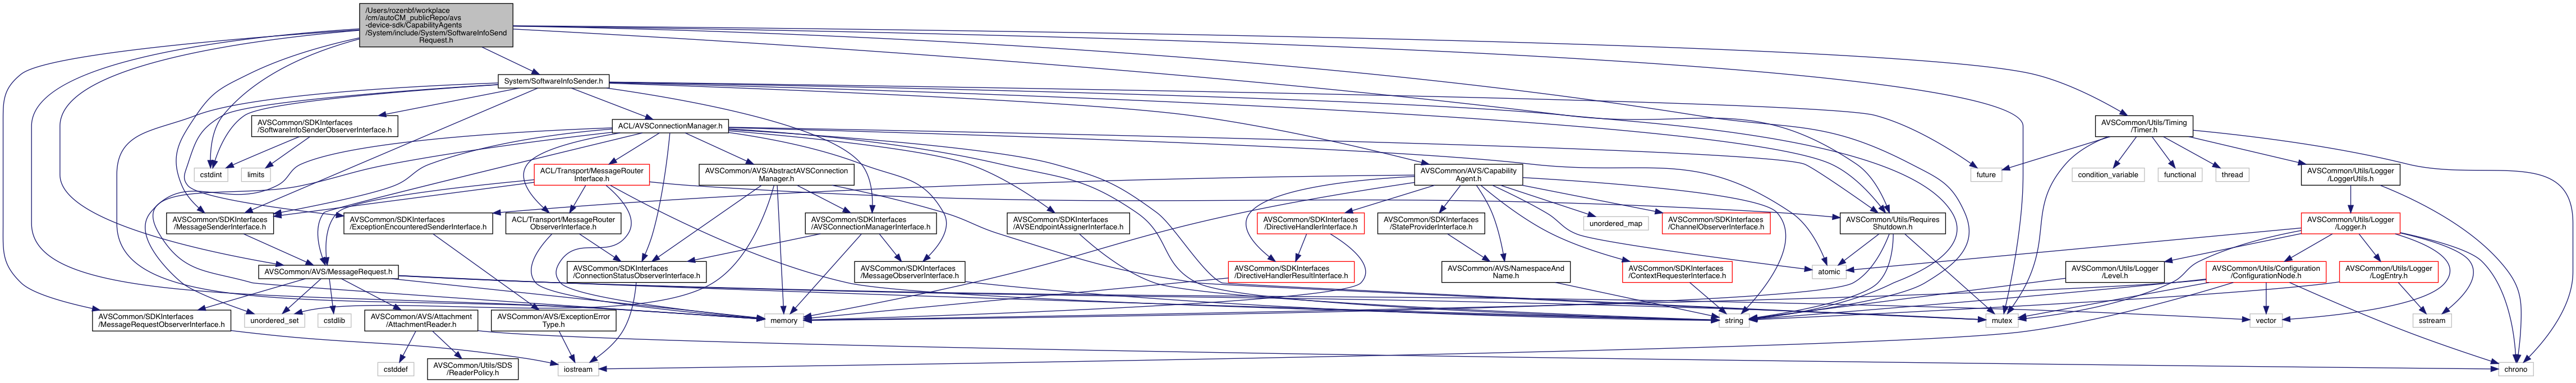 /Users/rozenbf/workplace
/cm/autoCM_publicRepo/avs
-device-sdk/CapabilityAgents
/System/include/System/SoftwareInfoSend
Request.h
System/SoftwareInfoSender.h
AVSCommon/SDKInterfaces
/SoftwareInfoSenderObserverInterface.h
ACL/AVSConnectionManager.h
AVSCommon/Utils/Timing
/Timer.h
cstdint
limits
ACL/Transport/MessageRouter
Interface.h
AVSCommon/AVS/AbstractAVSConnection
Manager.h
AVSCommon/AVS/Capability
Agent.h
future
condition_variable
functional
thread
AVSCommon/Utils/Logger
/LoggerUtils.h
AVSCommon/SDKInterfaces
/MessageSenderInterface.h
AVSCommon/SDKInterfaces
/ExceptionEncounteredSenderInterface.h
ACL/Transport/MessageRouter
ObserverInterface.h
AVSCommon/SDKInterfaces
/AVSConnectionManagerInterface.h
AVSCommon/SDKInterfaces
/AVSEndpointAssignerInterface.h
AVSCommon/SDKInterfaces
/DirectiveHandlerInterface.h
AVSCommon/SDKInterfaces
/StateProviderInterface.h
unordered_map
AVSCommon/SDKInterfaces
/ChannelObserverInterface.h
AVSCommon/Utils/Requires
Shutdown.h
AVSCommon/Utils/Logger
/Logger.h
AVSCommon/AVS/MessageRequest.h
AVSCommon/SDKInterfaces
/ConnectionStatusObserverInterface.h
AVSCommon/SDKInterfaces
/MessageObserverInterface.h
AVSCommon/SDKInterfaces
/DirectiveHandlerResultInterface.h
AVSCommon/AVS/NamespaceAnd
Name.h
AVSCommon/SDKInterfaces
/ContextRequesterInterface.h
atomic
AVSCommon/Utils/Logger
/Level.h
AVSCommon/Utils/Configuration
/ConfigurationNode.h
AVSCommon/Utils/Logger
/LogEntry.h
AVSCommon/SDKInterfaces
/MessageRequestObserverInterface.h
unordered_set
cstdlib
AVSCommon/AVS/Attachment
/AttachmentReader.h
AVSCommon/AVS/ExceptionError
Type.h
memory
string
mutex
vector
sstream
cstddef
AVSCommon/Utils/SDS
/ReaderPolicy.h
iostream
chrono